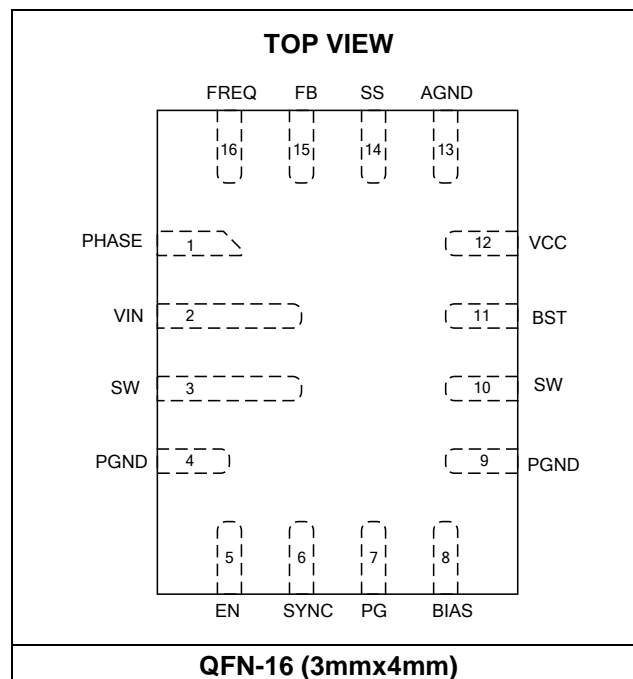 TOP VIEW
FREQ FB SS AGND
16 15 14 13
PHASE 1 12 VCC
VIN 2 11 BST
SW 3 10 SW
PGND 4 9 PGND
5 6 7 8
EN SYNC PG BIAS
QFN-16 (3mmx4mm)